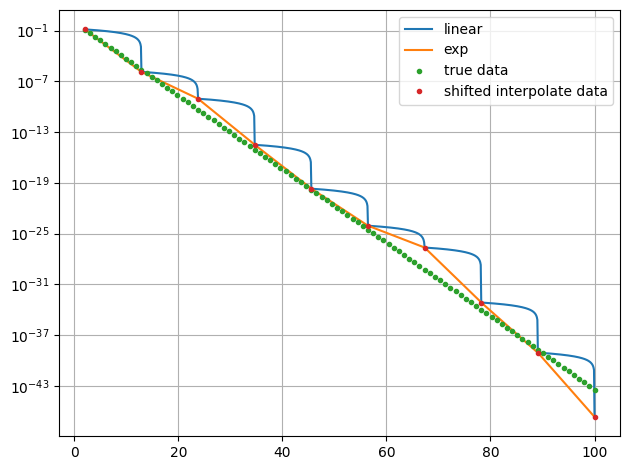 linear
exp
true data
shifted interpolate data
10⁻¹
10⁻⁷
10⁻¹³
10⁻¹⁹
10⁻²⁵
10⁻³¹
10⁻³⁷
10⁻⁴³
0 20 40 60 80 100